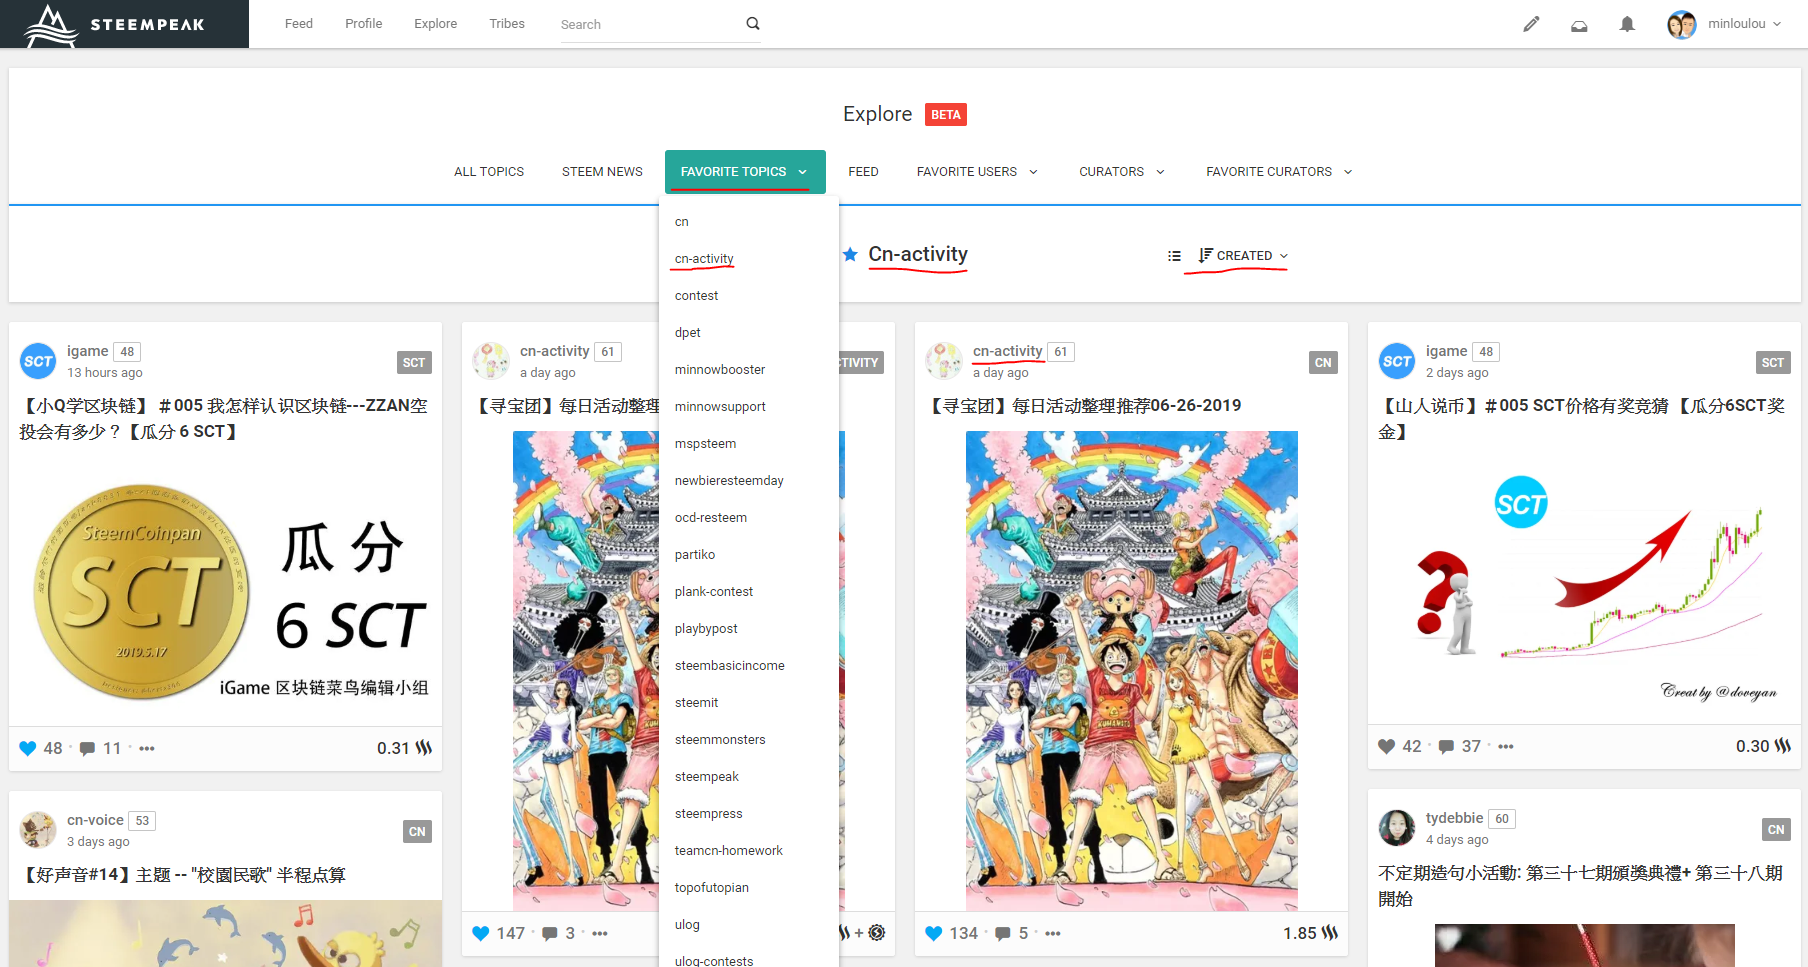 STEEMPEAK
Feed
Profile
Explore
Tribes
Search
minloulou
Explore BETA
ALL TOPICS
STEEM NEWS
FAVORITE TOPICS
FEED
FAVORITE USERS
CURATORS
FAVORITE CURATORS
Cn-activity
CREATED
cn
cn-activity
contest
dpet
minnowbooster
minnowsupport
mspsteem
newbieresteemday
ocd-resteem
partiko
plank-contest
playbypost
steembasicincome
steemit
steemmonsters
steempeak
steempress
teamcn-homework
topofutopian
ulog
ulog-contests
SCT
igame 48
13 hours ago
SCT
【小Q学区块链】 #005 我怎样认识区块链---ZZAN空
投会有多少？【瓜分 6 SCT】
SteemCoinpan
SCT
2019.5.17
瓜 分
6 SCT
iGame 区块链菜鸟编辑小组
48 · 11 · •••
0.31
cn-voice 53
3 days ago
CN
【好声音#14】主题 -- "校園民歌" 半程点算
cn-activity 61
a day ago
CTIVITY
【寻宝团】每日活动整理
147 · 3 · •••
+
cn-activity 61
a day ago
CN
【寻宝团】每日活动整理推荐06-26-2019
134 · 5 · •••
1.85
SCT
igame 48
2 days ago
SCT
【山人说币】#005 SCT价格有奖竞猜 【瓜分6SCT奖
金】
SCT
Creat by @doveyan
42 · 37 · •••
0.30
tydebbie 60
4 days ago
CN
不定期造句小活動: 第三十七期頒獎典禮+ 第三十八期
開始